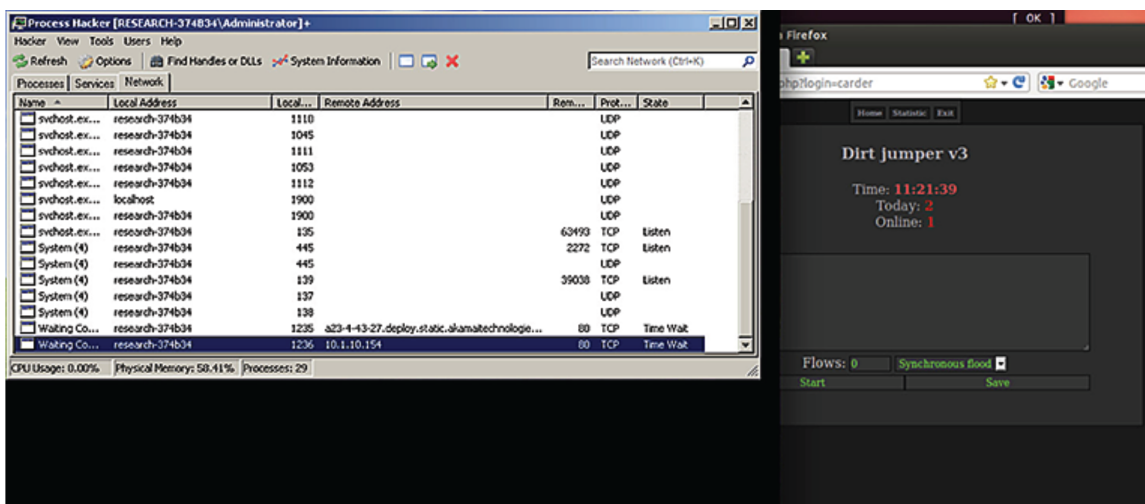 Process Hacker [RESEARCH-374B34\Administrator]+
Hacker View Tools Users Help
Refresh Options Find Handles or DLLs System Information Search Network (Ctrl+K)
Processes Services Network
Name Local Address Local... Remote Address Rem... Prot... State
svchost.ex... research-374b34 1110 UDP
svchost.ex... research-374b34 1045 UDP
svchost.ex... research-374b34 1111 UDP
svchost.ex... research-374b34 1053 UDP
svchost.ex... research-374b34 1112 UDP
svchost.ex... localhost 1900 UDP
svchost.ex... research-374b34 1900 UDP
svchost.ex... research-374b34 135 63493 TCP Listen
System (4) research-374b34 445 2272 TCP Listen
System (4) research-374b34 445 UDP
System (4) research-374b34 139 39038 TCP Listen
System (4) research-374b34 137 UDP
System (4) research-374b34 138 UDP
Waiting Co... research-374b34 1235 a23-4-43-27.deploy.static.akamaitechnologie... 80 TCP Time Wait
Waiting Co... research-374b34 1236 10.1.10.154 80 TCP Time Wait
CPU Usage: 0.00% Physical Memory: 58.41% Processes: 29
[ OK ]
Firefox
php?login=carder Google
Home Statistic Exit
Dirt jumper v3
Time: 11:21:39
Today: 2
Online: 1
Flows: 0 Synchronous flood
Start Save